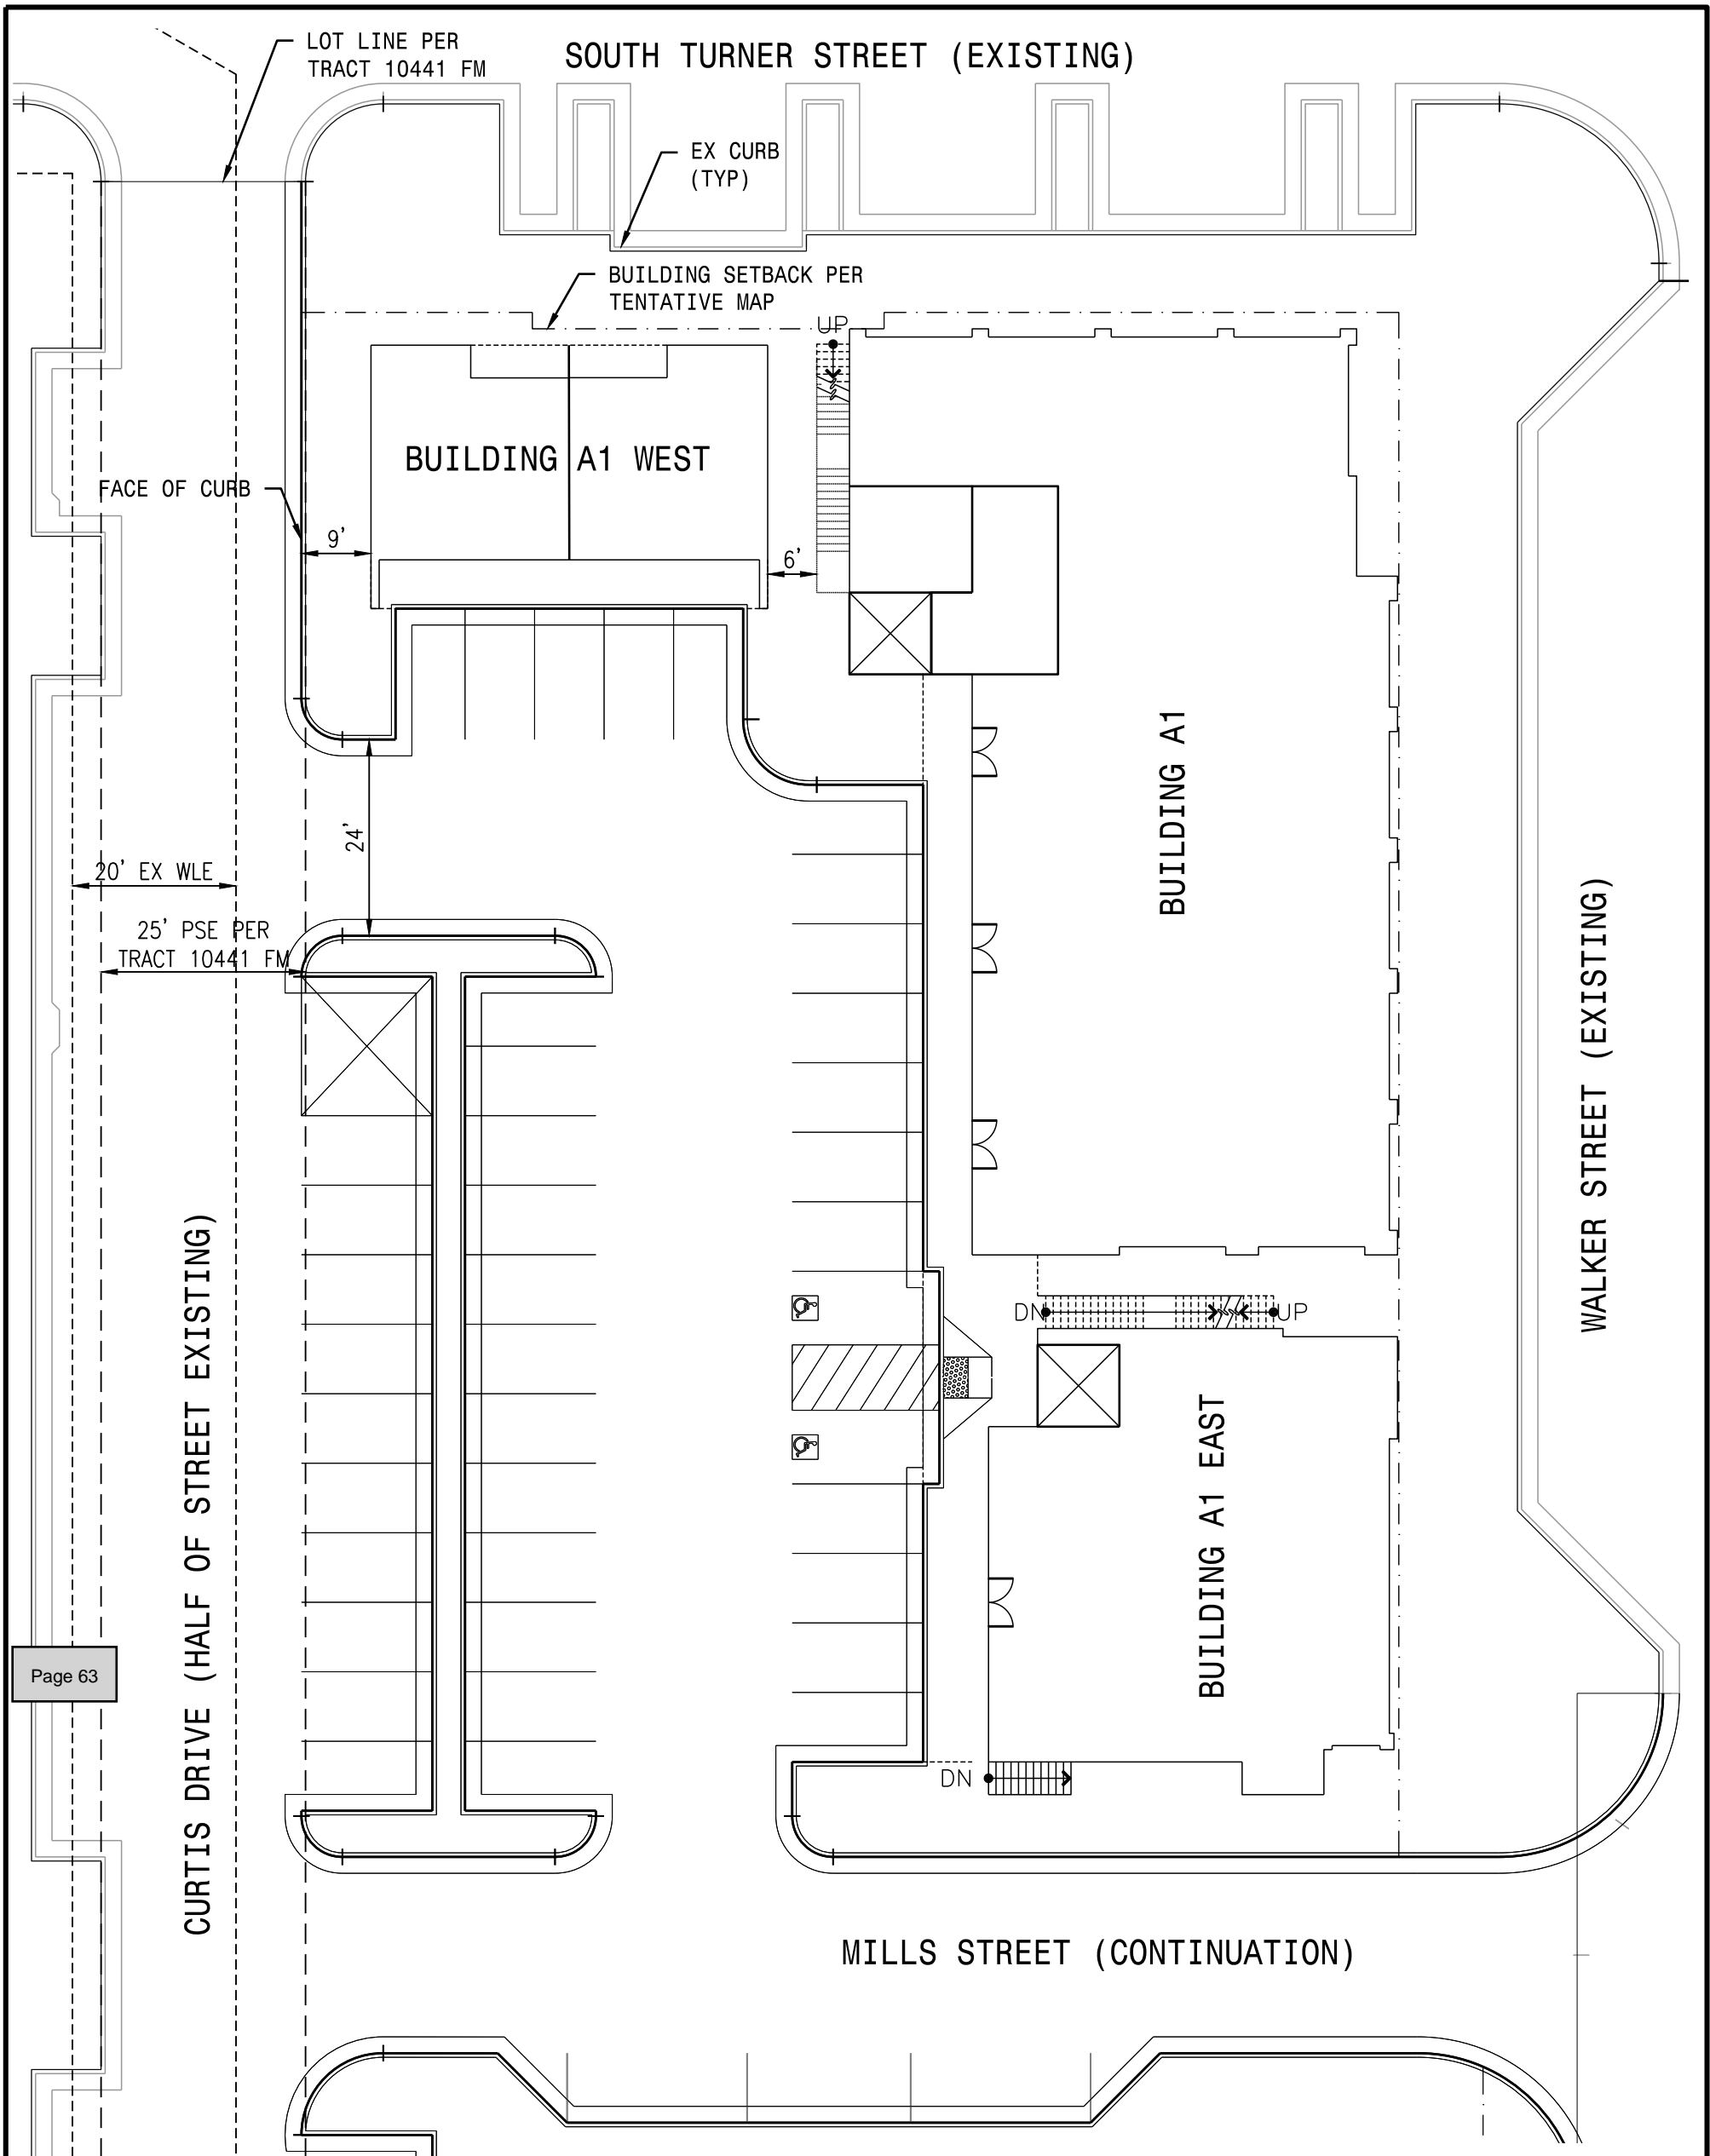 LOT LINE PER
TRACT 10441 FM
SOUTH TURNER STREET (EXISTING)
EX CURB
(TYP)
BUILDING SETBACK PER
TENTATIVE MAP
UP
BUILDING A1 WEST
FACE OF CURB
9'
6'
BUILDING A1
24'
20' EX WLE
25' PSE PER
TRACT 10441 FM
WALKER STREET (EXISTING)
CURTIS DRIVE (HALF OF STREET EXISTING)
DN
UP
BUILDING A1 EAST
Page 63
DN
MILLS STREET (CONTINUATION)